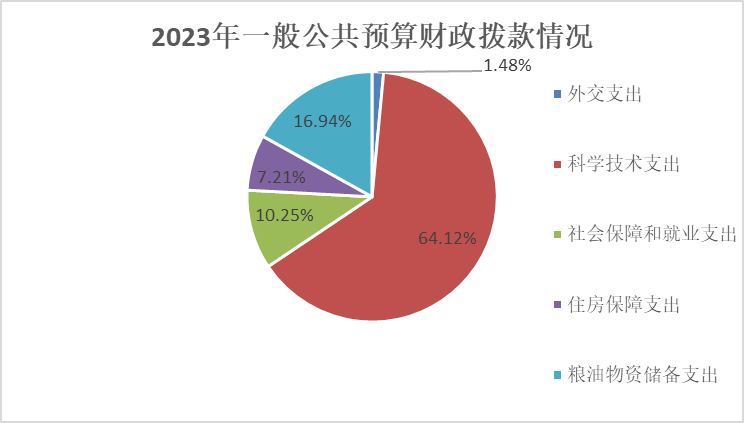 2023年一般公共预算财政拨款情况
1.48%
外交支出
16.94%
科学技术支出
7.21%
10.25%
社会保障和就业支出
64.12%
住房保障支出
粮油物资储备支出